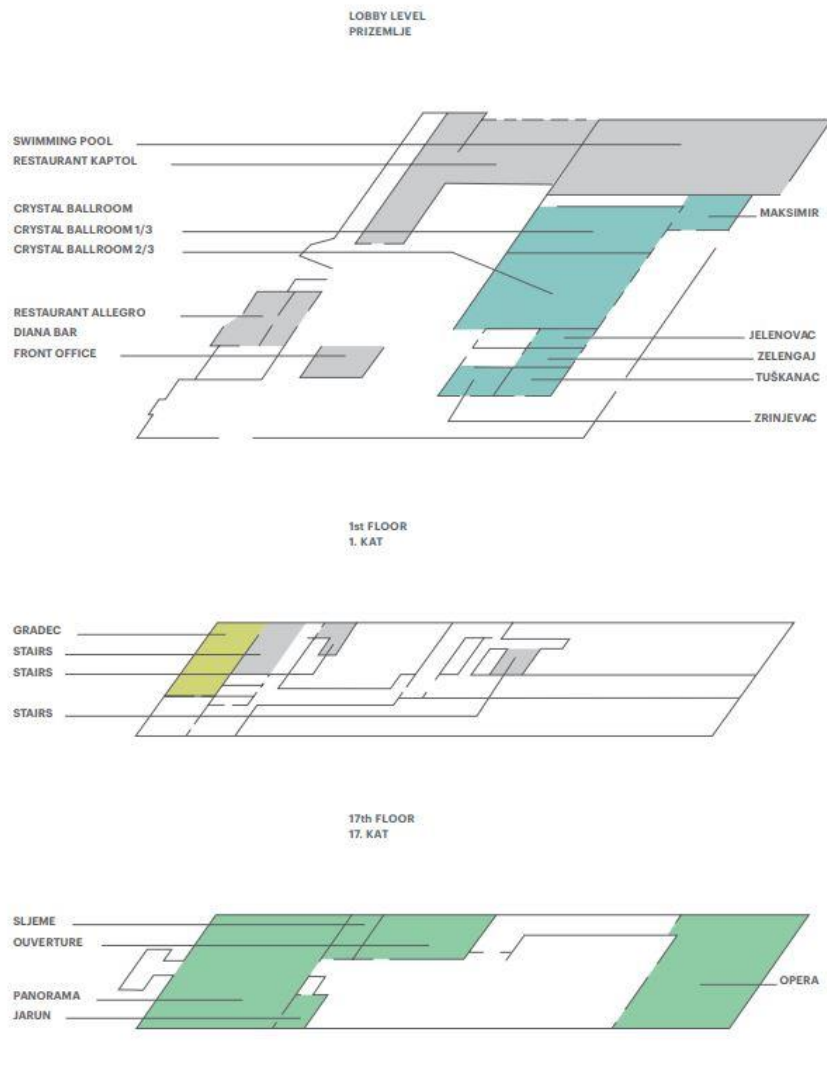 LOBBY LEVEL
PRIZEMLJE
SWIMMING POOL
RESTAURANT KAPTOL
CRYSTAL BALLROOM
CRYSTAL BALLROOM 1/3
CRYSTAL BALLROOM 2/3
MAKSIMIR
RESTAURANT ALLEGRO
DIANA BAR
FRONT OFFICE
JELENOVAC
ZELENGAJ
TUŠKANAC
ZRINJEVAC
1st FLOOR
1. KAT
GRADEC
STAIRS
STAIRS
STAIRS
17th FLOOR
17. KAT
SLJEME
OUVERTURE
PANORAMA
JARUN
OPERA